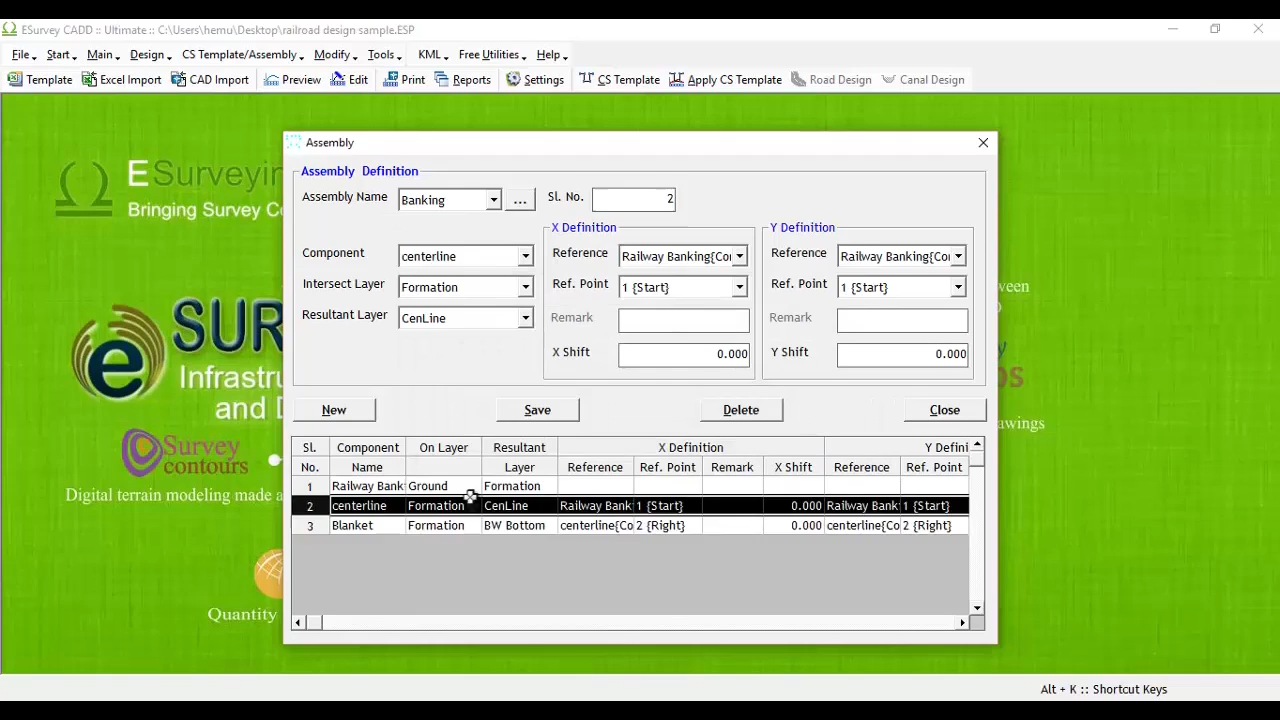 ESurvey CADD :: Ultimate :: C:\Users\hemu\Desktop\railroad design sample.ESP
File Start Main Design CS Template/Assembly Modify Tools KML Free Utilities Help
Template Excel Import CAD Import Preview Edit Print Reports Settings CS Template Apply CS Template Road Design Canal Design
ESurveyin
Bringing Survey Co
SUR
Infrastru
and D
Survey
contours
Digital terrain modeling made a
Quantity
ween
awings
Assembly
Assembly Definition
Assembly Name Banking ... Sl. No. 2
X Definition Y Definition
Component centerline Reference Railway Banking{Coi Reference Railway Banking{Coi
Intersect Layer Formation Ref. Point 1 {Start} Ref. Point 1 {Start}
Resultant Layer CenLine Remark Remark
X Shift 0.000 Y Shift 0.000
New Save Delete Close
Sl. Component On Layer Resultant X Definition Y Defini
No. Name Layer Reference Ref. Point Remark X Shift Reference Ref. Point
1 Railway Bank Ground Formation
2 centerline Formation CenLine Railway Bank 1 {Start} 0.000 Railway Bank 1 {Start}
3 Blanket Formation BW Bottom centerline{Co 2 {Right} 0.000 centerline{Co 2 {Right}
Alt + K :: Shortcut Keys